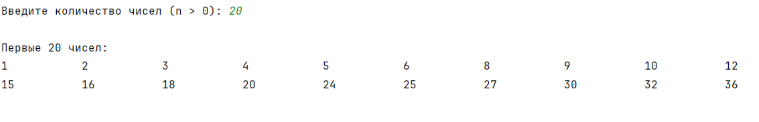 Введите количество чисел (n > 0): 20
Первые 20 чисел:
1 2 3 4 5 6 8 9 10 12
15 16 18 20 24 25 27 30 32 36